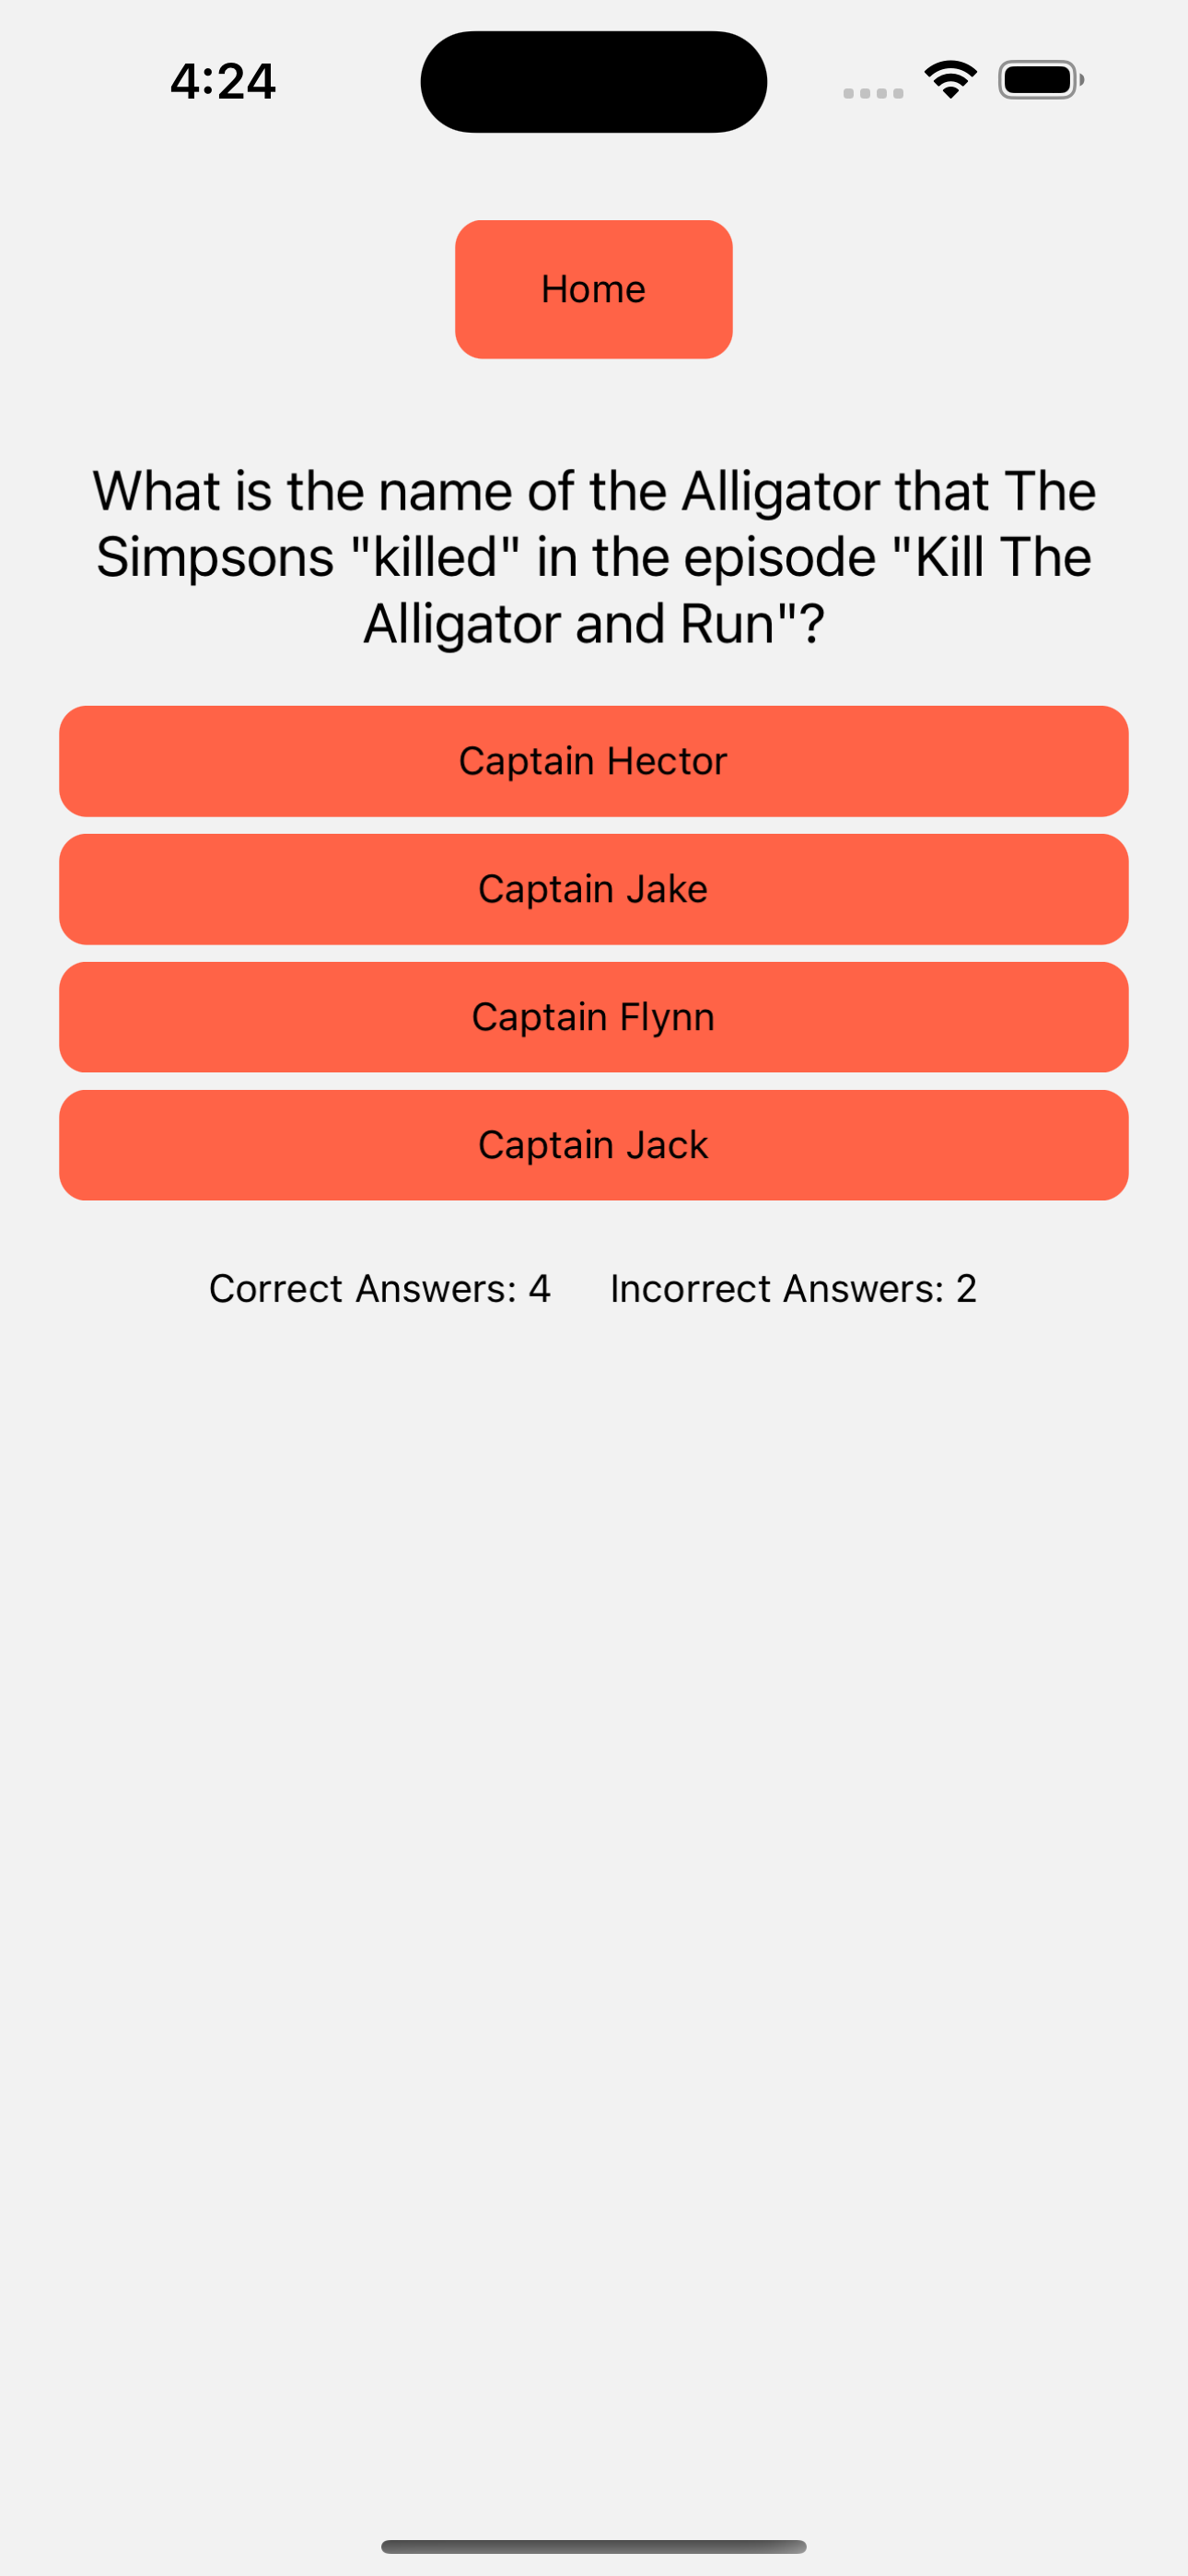 4:24
Home
What is the name of the Alligator that The
Simpsons "killed" in the episode "Kill The
Alligator and Run"?
Captain Hector
Captain Jake
Captain Flynn
Captain Jack
Correct Answers: 4 Incorrect Answers: 2